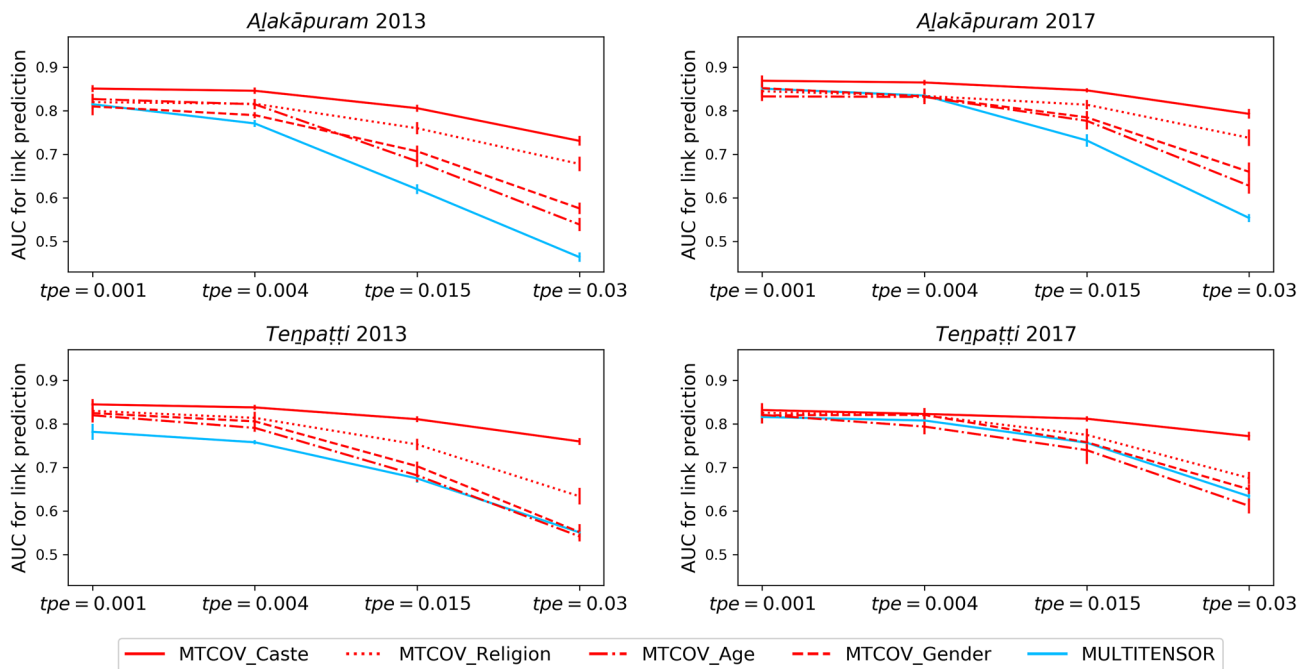 Aḻakāpuram 2013
AUC for link prediction
0.9
0.8
0.7
0.6
0.5
tpe = 0.001
tpe = 0.004
tpe = 0.015
tpe = 0.03
Aḻakāpuram 2017
AUC for link prediction
0.9
0.8
0.7
0.6
0.5
tpe = 0.001
tpe = 0.004
tpe = 0.015
tpe = 0.03
Teṉpaṭṭi 2013
AUC for link prediction
0.9
0.8
0.7
0.6
0.5
tpe = 0.001
tpe = 0.004
tpe = 0.015
tpe = 0.03
Teṉpaṭṭi 2017
AUC for link prediction
0.9
0.8
0.7
0.6
0.5
tpe = 0.001
tpe = 0.004
tpe = 0.015
tpe = 0.03
MTCOV_Caste MTCOV_Religion MTCOV_Age MTCOV_Gender MULTITENSOR